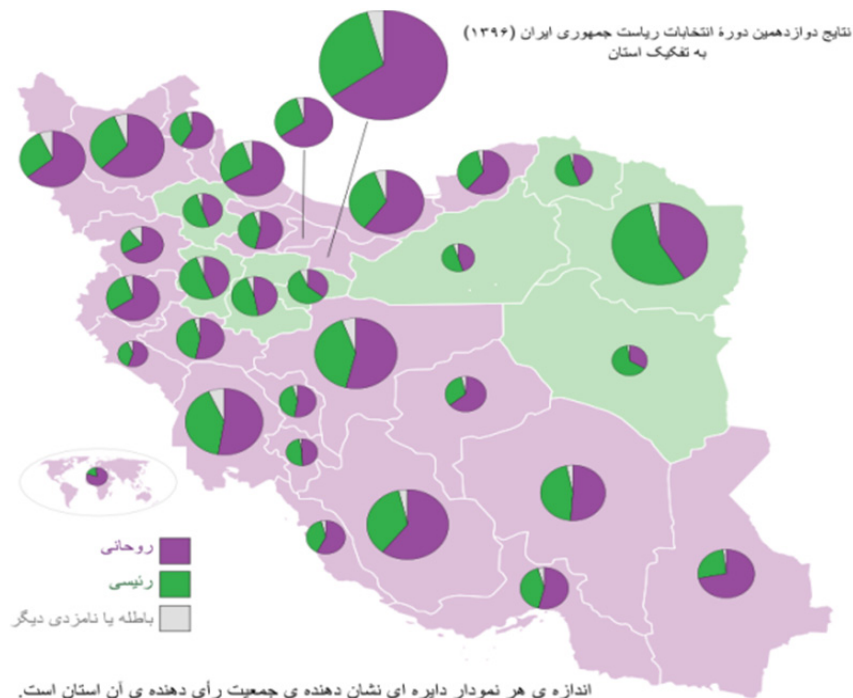 نتایج دوازدهمین دورهٔ انتخابات ریاست جمهوری ایران (۱۳۹۶)
به تفکیک استان
روحانی
رئیسی
باطله یا نامزدی دیگر
اندازه ی هر نمودار دایره ای نشان دهنده ی جمعیت رأی دهنده ی آن استان است.